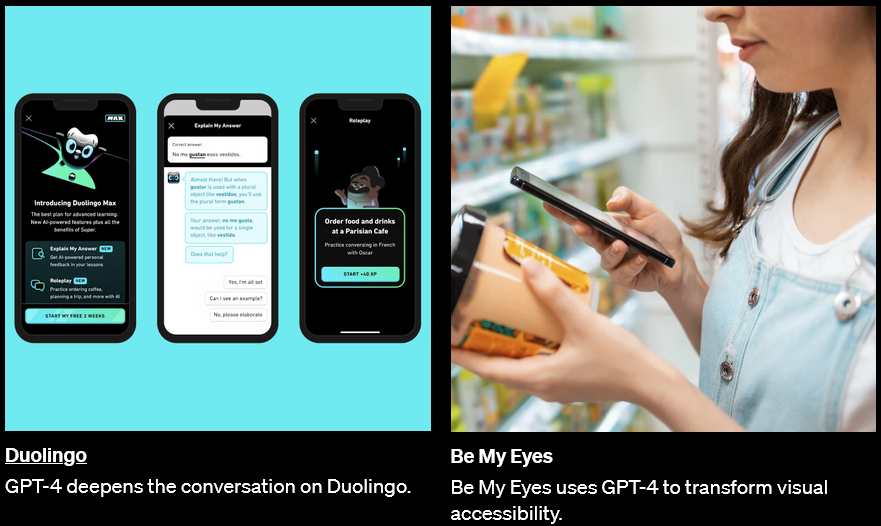 MAX
Introducing Duolingo Max
The best plan for advanced learning.
New AI-powered features plus all the
benefits of Super.
Explain My Answer NEW
Get AI-powered personal
feedback in your lessons
Roleplay NEW
Practice ordering coffee,
planning a trip, and more with AI
START MY FREE 2 WEEKS
Explain My Answer
Correct answer:
No me gustan esos vestidos.
Almost there! But when
gustar is used with a plural
object like vestidos, you'll use
the plural form gustan.
Your answer, no me gusta,
would be used for a single
object, like vestido.
Does that help?
Yes, I'm all set
Can I see an example?
No, please elaborate
Roleplay
Order food and drinks
at a Parisian Cafe
Practice conversing in French
with Oscar
START +40 XP
Duolingo
GPT-4 deepens the conversation on Duolingo.
Be My Eyes
Be My Eyes uses GPT-4 to transform visual
accessibility.